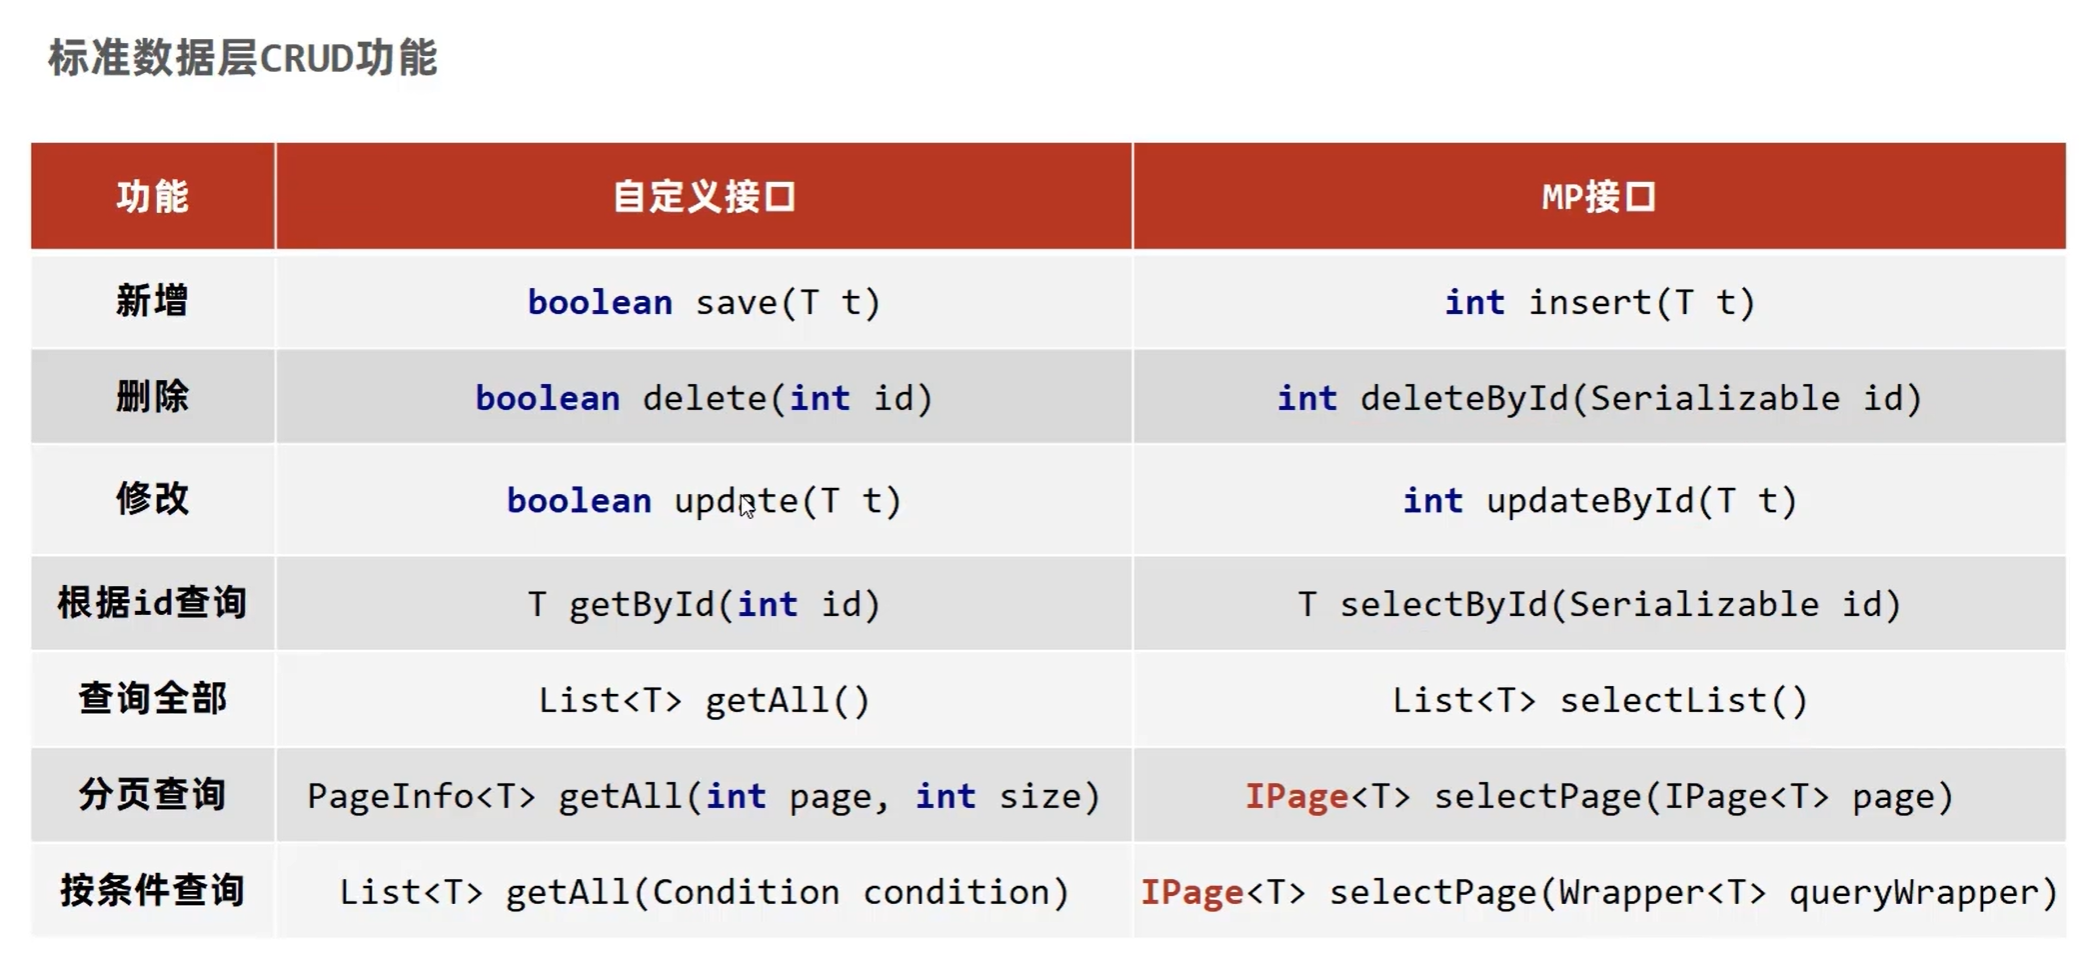 标准数据层CRUD功能
功能 自定义接口 MP接口
新增 boolean save(T t) int insert(T t)
删除 boolean delete(int id) int deleteById(Serializable id)
修改 boolean update(T t) int updateById(T t)
根据id查询 T getById(int id) T selectById(Serializable id)
查询全部 List<T> getAll() List<T> selectList()
分页查询 PageInfo<T> getAll(int page, int size) IPage<T> selectPage(IPage<T> page)
按条件查询 List<T> getAll(Condition condition) IPage<T> selectPage(Wrapper<T> queryWrapper)